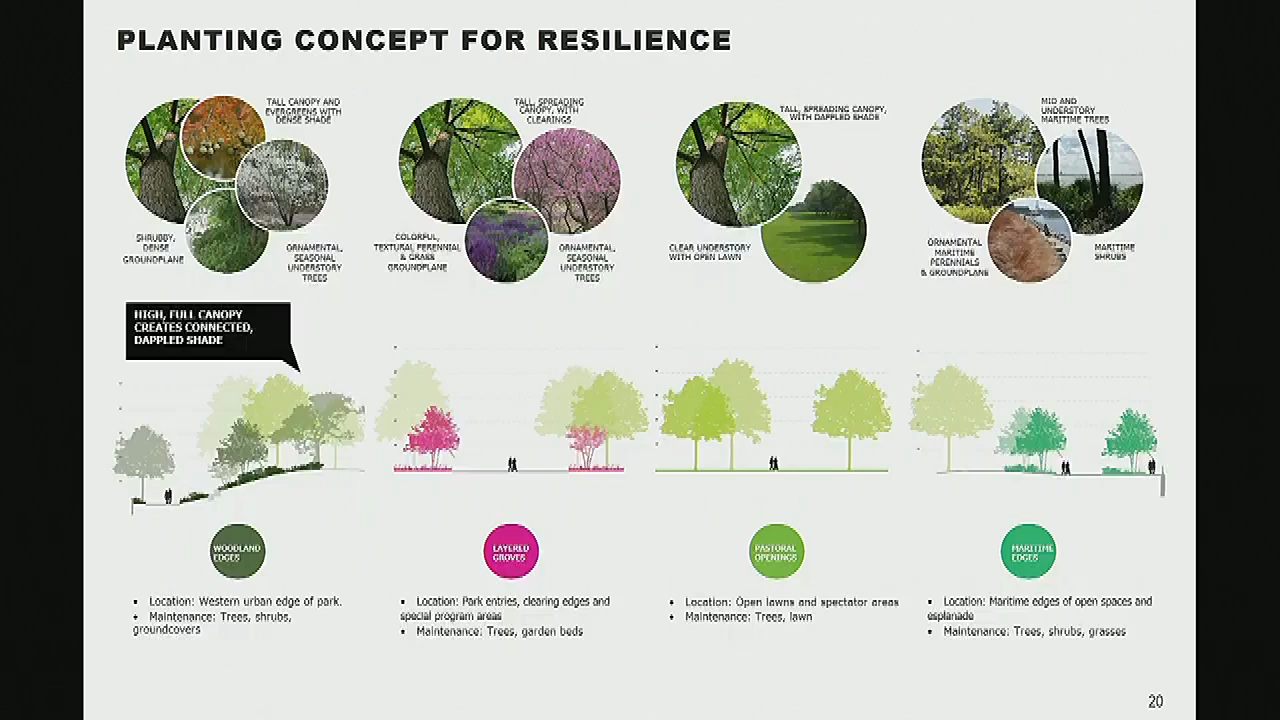 PLANTING CONCEPT FOR RESILIENCE
TALL CANOPY AND
EVERGREENS WITH
DENSE SHADE
SHRUBBY,
DENSE
GROUNDPLANE
ORNAMENTAL,
SEASONAL
UNDERSTORY
TREES
TALL, SPREADING
CANOPY, WITH
CLEARINGS
COLORFUL,
TEXTURAL PERENNIAL
& GRASS
GROUNDPLANE
ORNAMENTAL,
SEASONAL
UNDERSTORY
TREES
TALL, SPREADING CANOPY,
WITH DAPPLED SHADE
CLEAR UNDERSTORY
WITH OPEN LAWN
MID AND
UNDERSTORY
MARITIME TREES
ORNAMENTAL
MARITIME
PERENNIALS
& GROUNDPLANE
MARITIME
SHRUBS
HIGH, FULL CANOPY
CREATES CONNECTED,
DAPPLED SHADE
WOODLAND
EDGES
• Location: Western urban edge of park.
• Maintenance: Trees, shrubs,
groundcovers
LAYERED
GROVES
• Location: Park entries, clearing edges and
special program areas
• Maintenance: Trees, garden beds
PASTORAL
OPENINGS
• Location: Open lawns and spectator areas
• Maintenance: Trees, lawn
MARITIME
EDGES
• Location: Maritime edges of open spaces and
esplanade
• Maintenance: Trees, shrubs, grasses
20